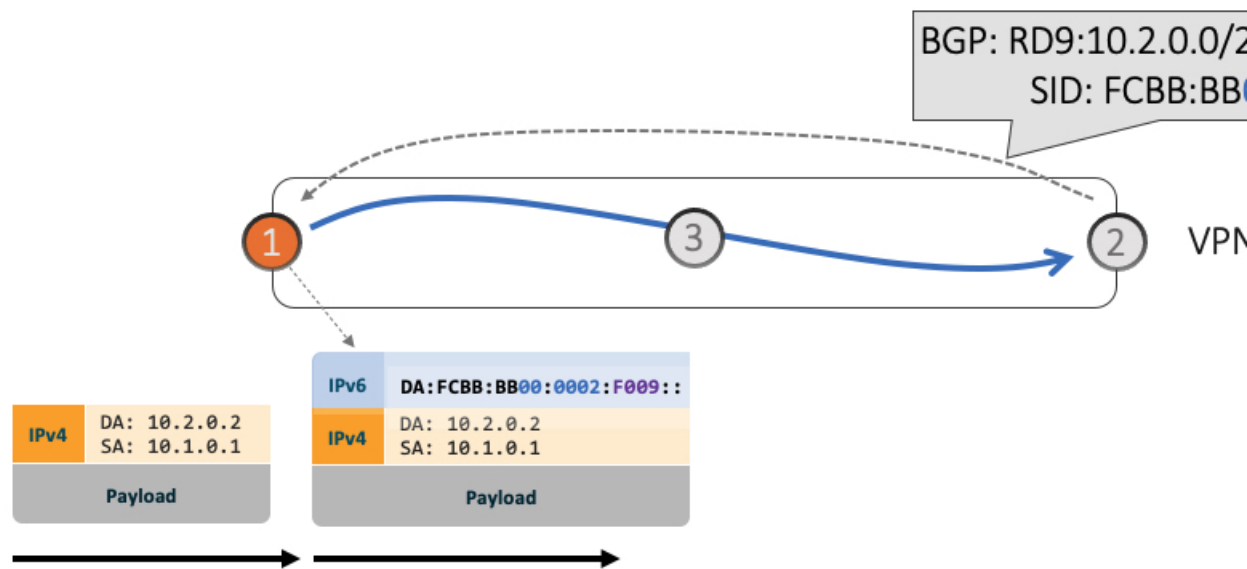 BGP: RD9:10.2.0.0/2
SID: FCBB:BB
1
3
2
VPN
IPv6 DA:FCBB:BB00:0002:F009::
IPv4 DA: 10.2.0.2
SA: 10.1.0.1
IPv4 DA: 10.2.0.2
SA: 10.1.0.1
Payload
Payload